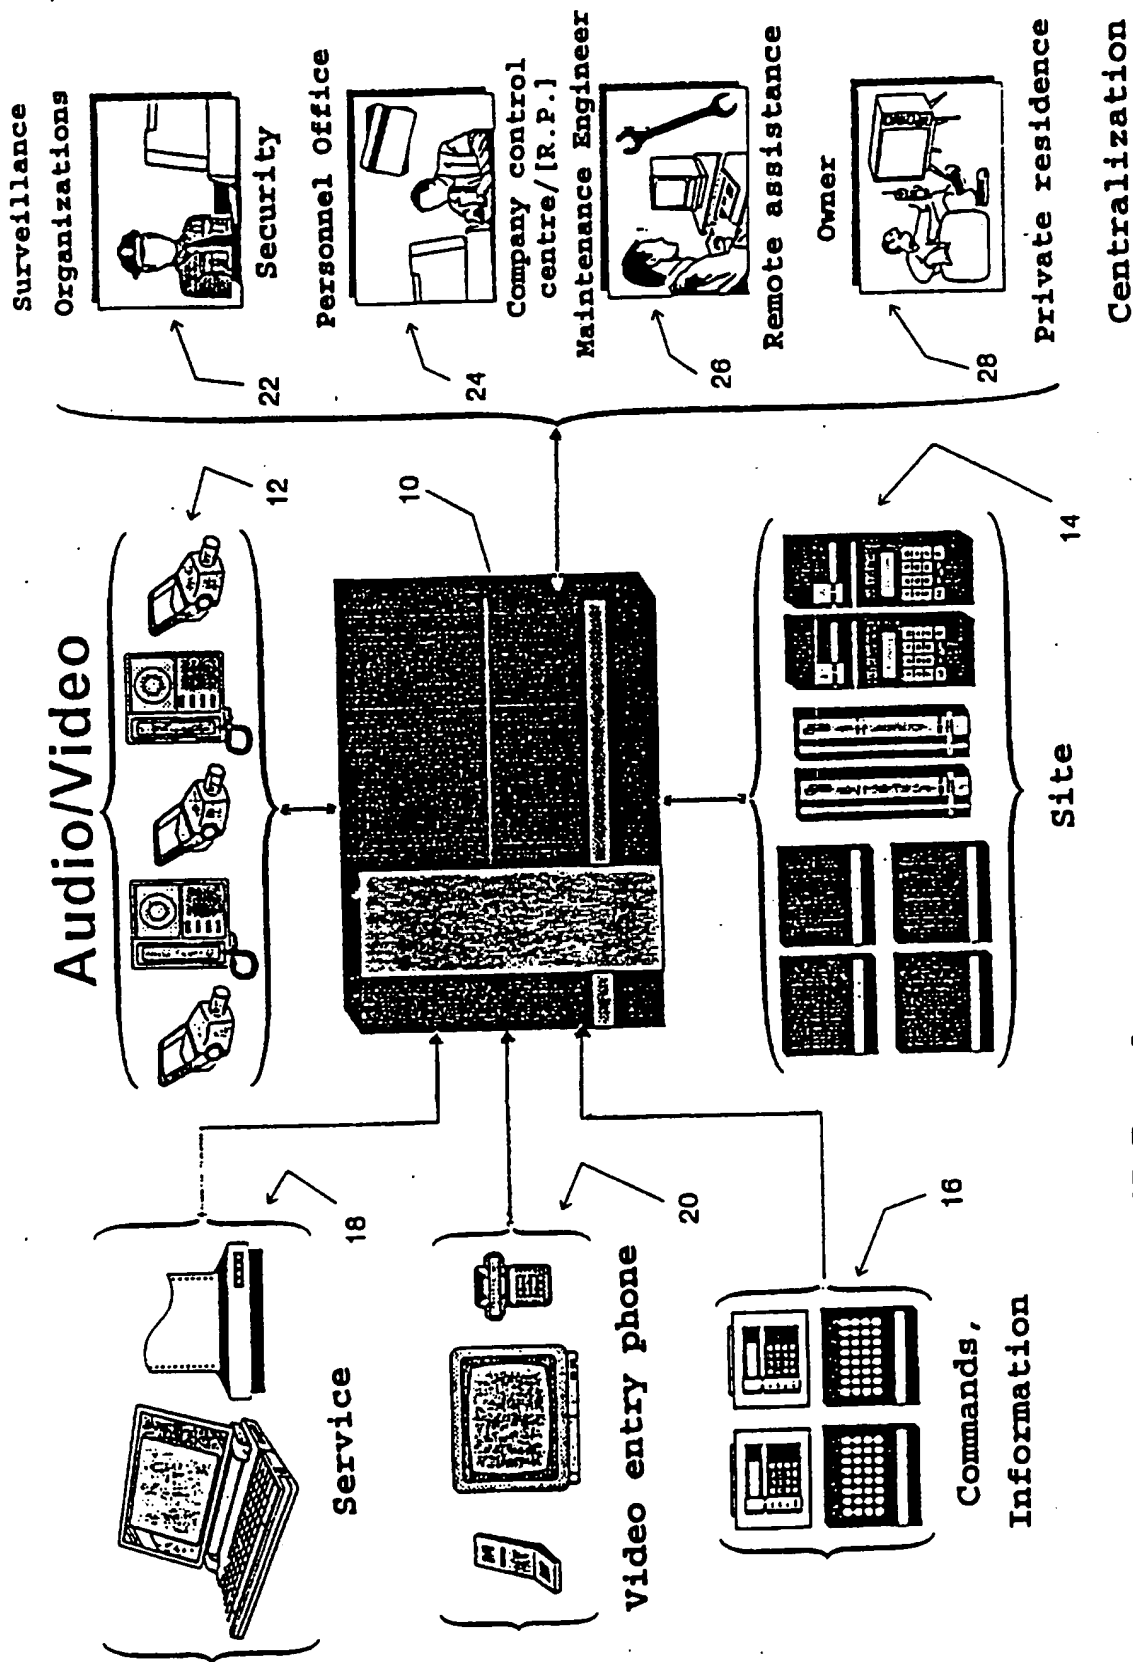 Audio/Video
12
Surveillance
Organizations
22
Security
Personnel Office
24
Company control
centre/[R.P.]
Maintenance Engineer
26
Remote assistance
Owner
28
Private residence
Centralization
10
18
Service
20
Video entry phone
16
Commands,
Information
14
Site